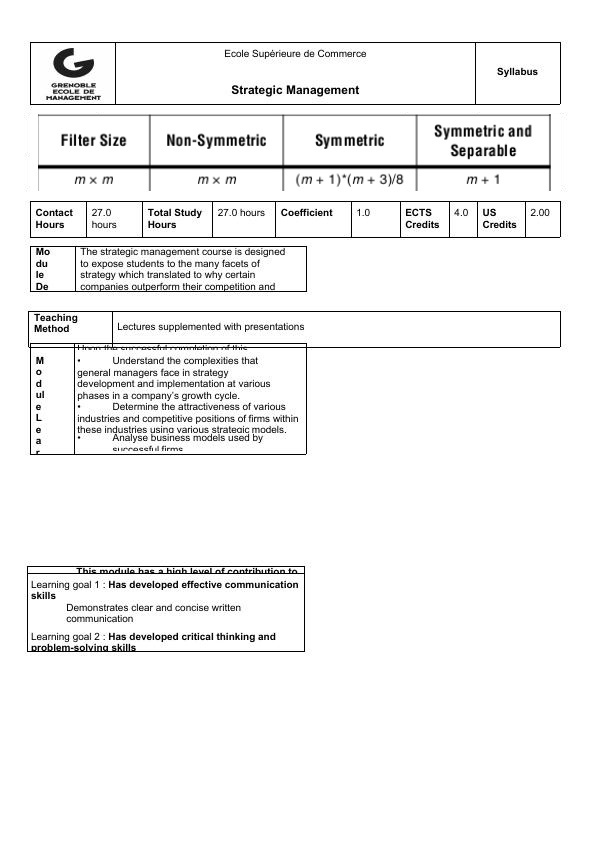 Ecole Supérieure de Commerce
Strategic Management
Syllabus
GRENOBLE
ECOLE DE
MANAGEMENT
Filter Size Non-Symmetric Symmetric Symmetric and Separable
m × m m × m (m + 1)*(m + 3)/8 m + 1
Contact Hours 27.0 hours Total Study Hours 27.0 hours Coefficient 1.0 ECTS Credits 4.0 US Credits 2.00
Mo
du
le
De
The strategic management course is designed
to expose students to the many facets of
strategy which translated to why certain
companies outperform their competition and
Teaching
Method
Lectures supplemented with presentations
M
o
d
ul
e
L
e
a
r
Upon the successful completion of this
• Understand the complexities that
general managers face in strategy
development and implementation at various
phases in a company's growth cycle.
• Determine the attractiveness of various
industries and competitive positions of firms within
these industries using various strategic models.
• Analyse business models used by
successful firms
This module has a high level of contribution to
Learning goal 1 : Has developed effective communication
skills
Demonstrates clear and concise written
communication
Learning goal 2 : Has developed critical thinking and
problem-solving skills